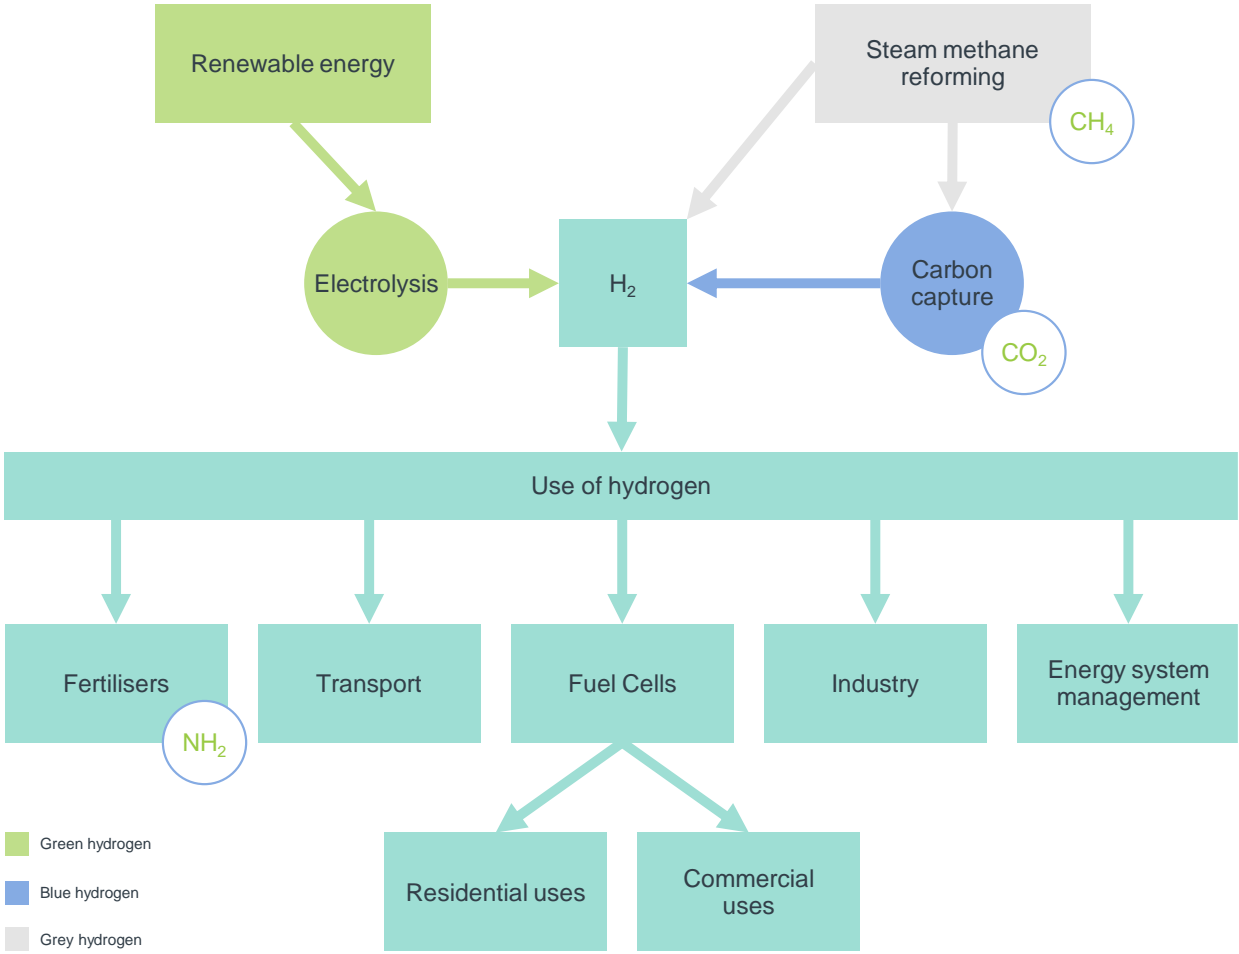 Renewable energy
Steam methane
reforming
CH₄
Electrolysis
H₂
Carbon
capture
CO₂
Use of hydrogen
Fertilisers
NH₂
Transport
Fuel Cells
Industry
Energy system
management
Residential uses
Commercial
uses
Green hydrogen
Blue hydrogen
Grey hydrogen